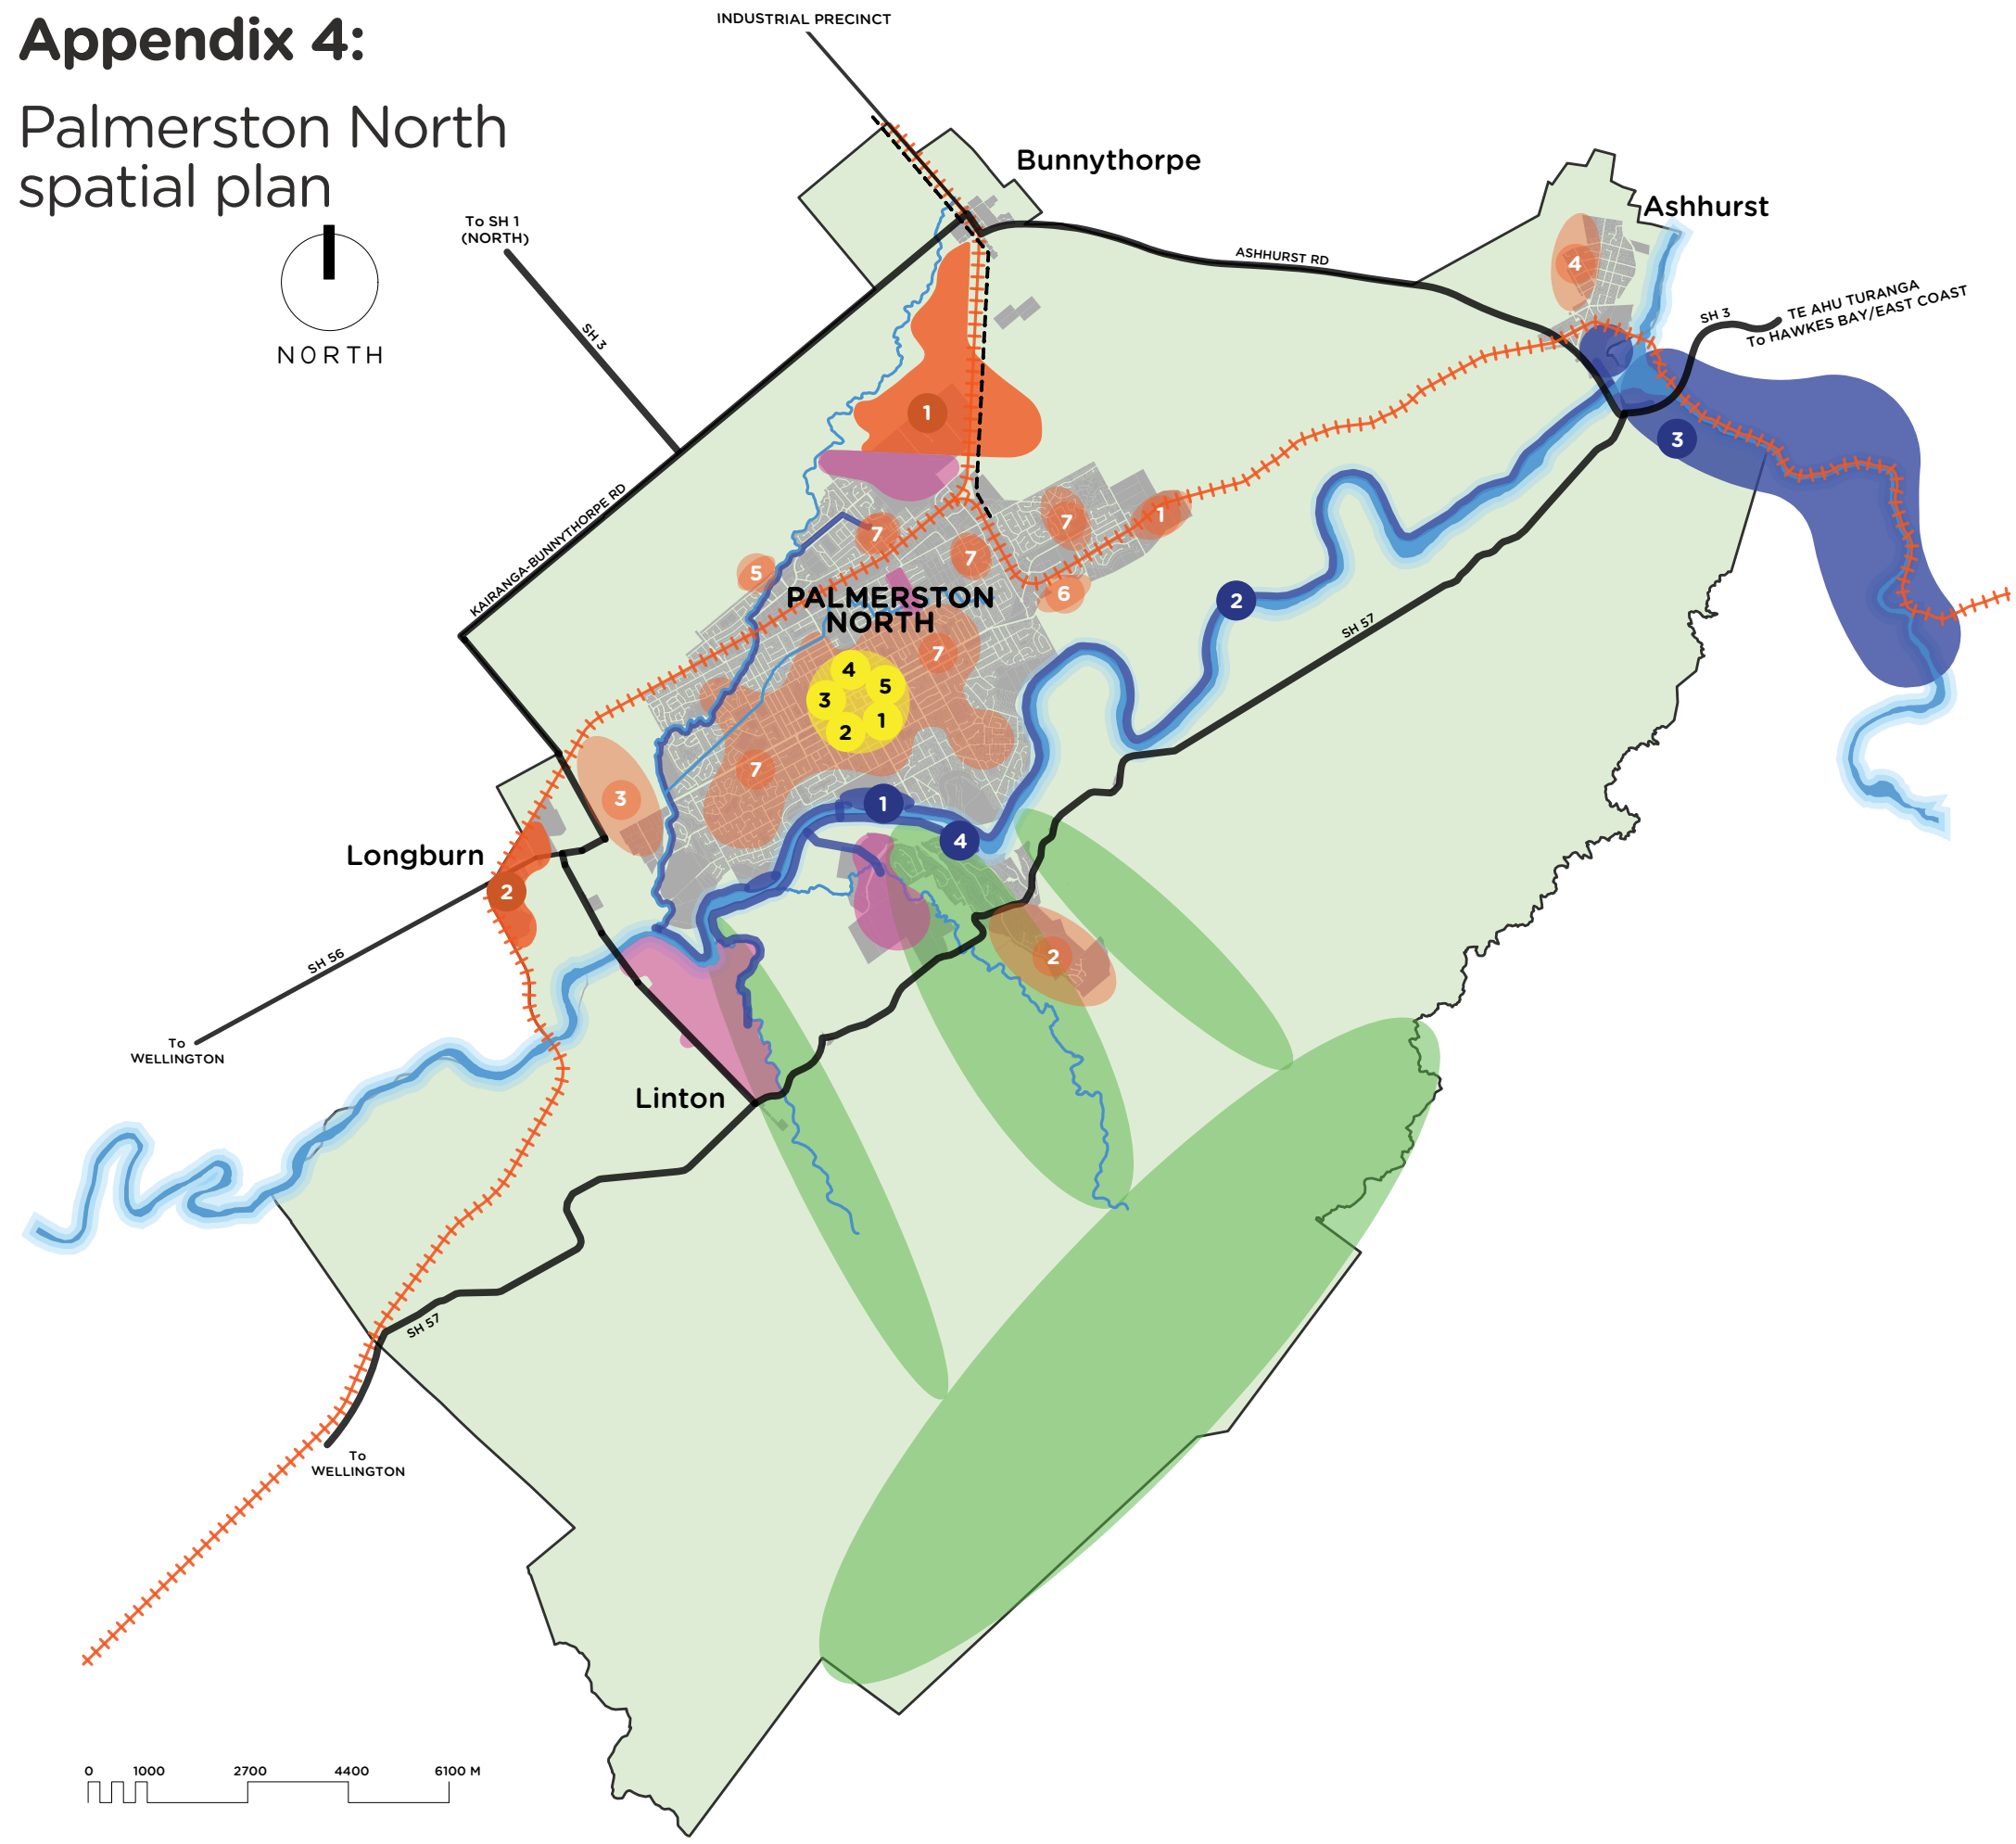 Appendix 4:
Palmerston North
spatial plan
NORTH
INDUSTRIAL PRECINCT
Bunnythorpe
Ashhurst
To SH 1
(NORTH)
SH 3
ASHHURST RD
4
SH 3
TE AHU TURANGA
To HAWKES BAY/EAST COAST
1
3
KAIRANGA-BUNNYTHORPE RD
7
7
1
7
5
6
2
PALMERSTON
NORTH
SH 57
7
4
5
3
1
2
7
3
1
4
Longburn
2
2
SH 56
To
WELLINGTON
Linton
SH 57
To
WELLINGTON
0 1000 2700 4400 6100 M